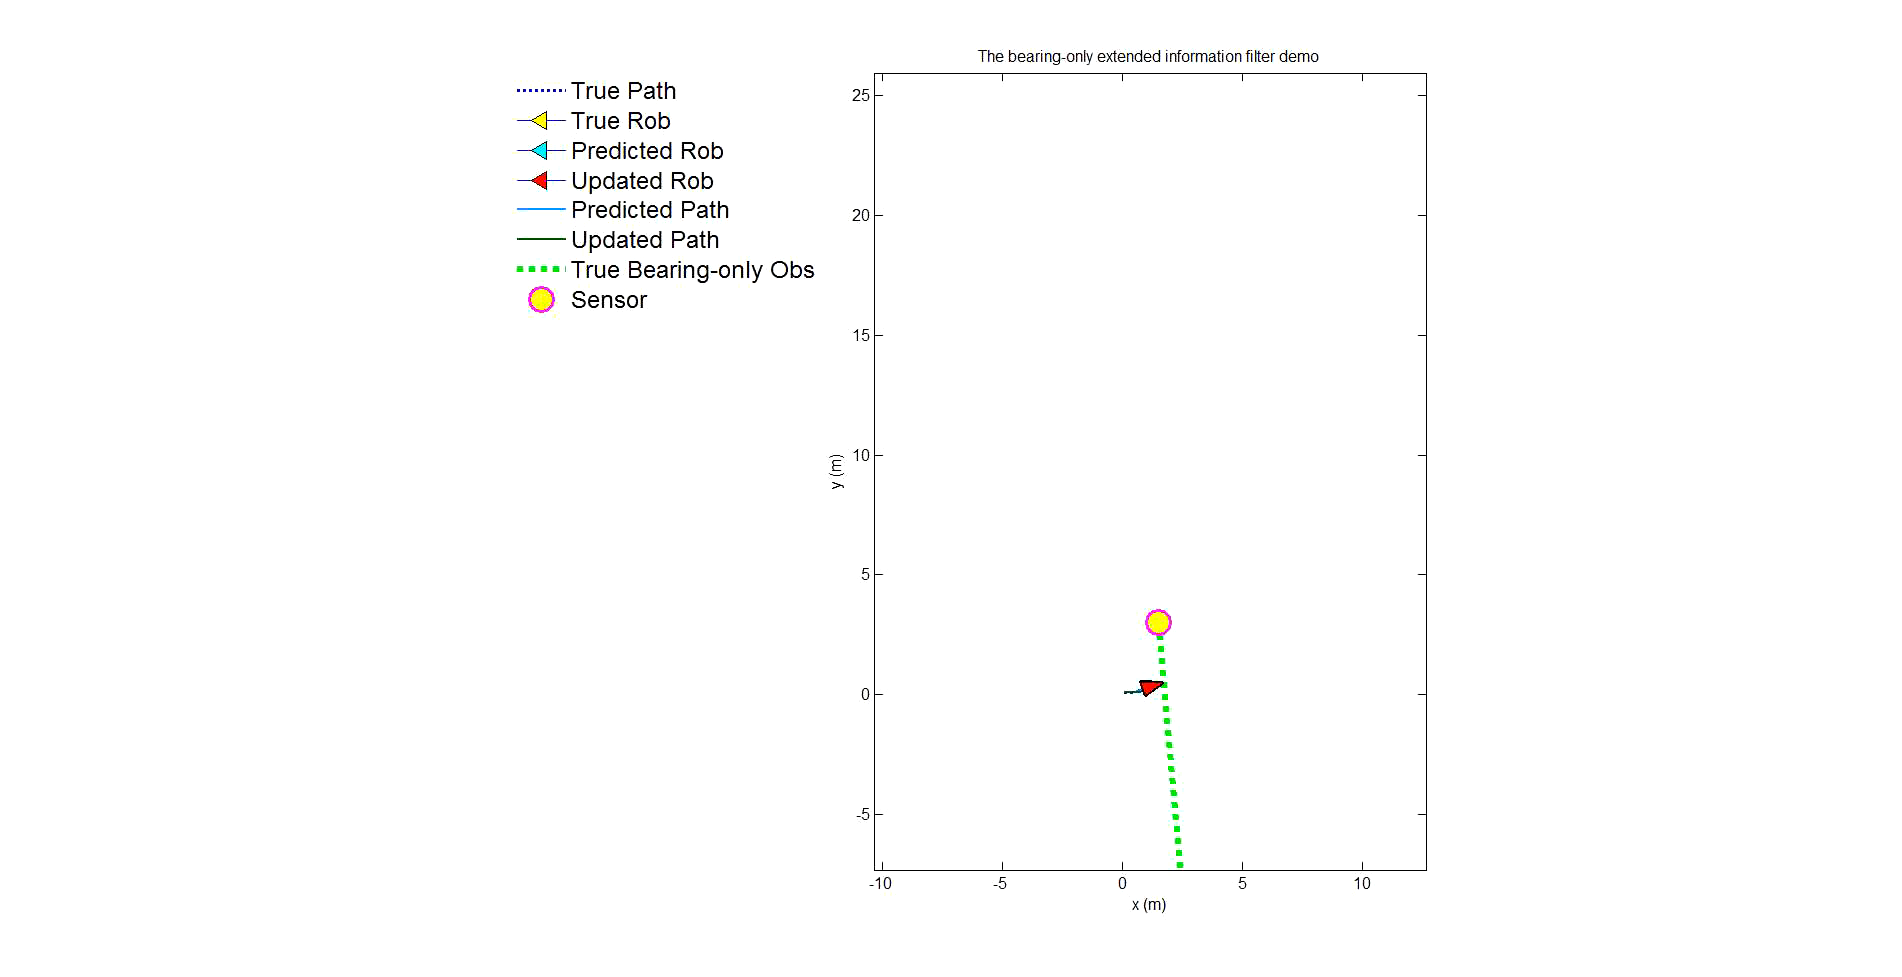 The bearing-only extended information filter demo
True Path
True Rob
Predicted Rob
Updated Rob
Predicted Path
Updated Path
True Bearing-only Obs
Sensor
25
20
15
10
5
0
-5
y (m)
-10
-5
0
5
10
x (m)